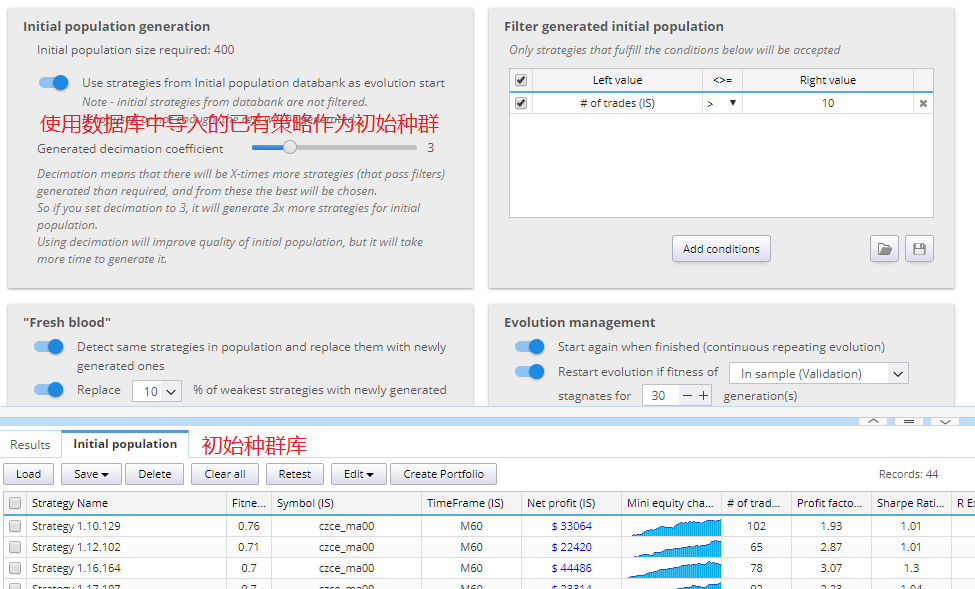 Initial population generation
Initial population size required: 400
Use strategies from Initial population databank as evolution start
Note - initial strategies from databank are not filtered.
使用数据库中导入的已有策略作为初始种群
Generated decimation coefficient
3
Decimation means that there will be X-times more strategies (that pass filters)
generated than required, and from these the best will be chosen.
So if you set decimation to 3, it will generate 3x more strategies for initial
population.
Using decimation will improve quality of initial population, but it will take
more time to generate it.
Filter generated initial population
Only strategies that fulfill the conditions below will be accepted
Left value <>= Right value
# of trades (IS) > 10
Add conditions
"Fresh blood"
Detect same strategies in population and replace them with newly
generated ones
Replace 10 % of weakest strategies with newly generated
Evolution management
Start again when finished (continuous repeating evolution)
Restart evolution if fitness of In sample (Validation)
stagnates for 30 − + generation(s)
Results Initial population 初始种群库
Load Save Delete Clear all Retest Edit Create Portfolio Records: 44
Strategy Name Fitne... Symbol (IS) TimeFrame (IS) Net profit (IS) Mini equity cha... # of trad... Profit facto... Sharpe Rati... R Ex
Strategy 1.10.129 0.76 czce_ma00 M60 $ 33064 102 1.93 1.01
Strategy 1.12.102 0.71 czce_ma00 M60 $ 22420 65 2.87 1.01
Strategy 1.16.164 0.7 czce_ma00 M60 $ 44486 78 3.07 1.3
Strategy 1.17.107 0.7 czce_ma00 M60